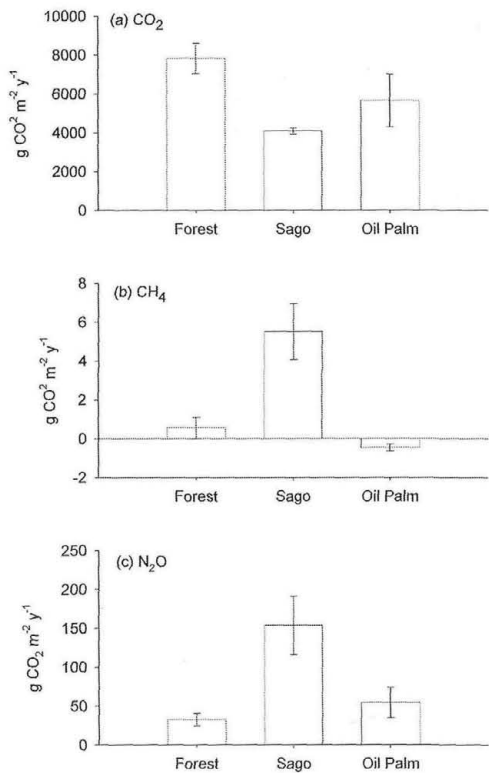 (a) CO₂
10000
8000
6000
4000
2000
0
g CO² m⁻² y⁻¹
Forest Sago Oil Palm
(b) CH₄
8
6
4
2
0
-2
g CO² m⁻² y⁻¹
Forest Sago Oil Palm
(c) N₂O
250
200
150
100
50
0
g CO₂ m⁻² y⁻¹
Forest Sago Oil Palm